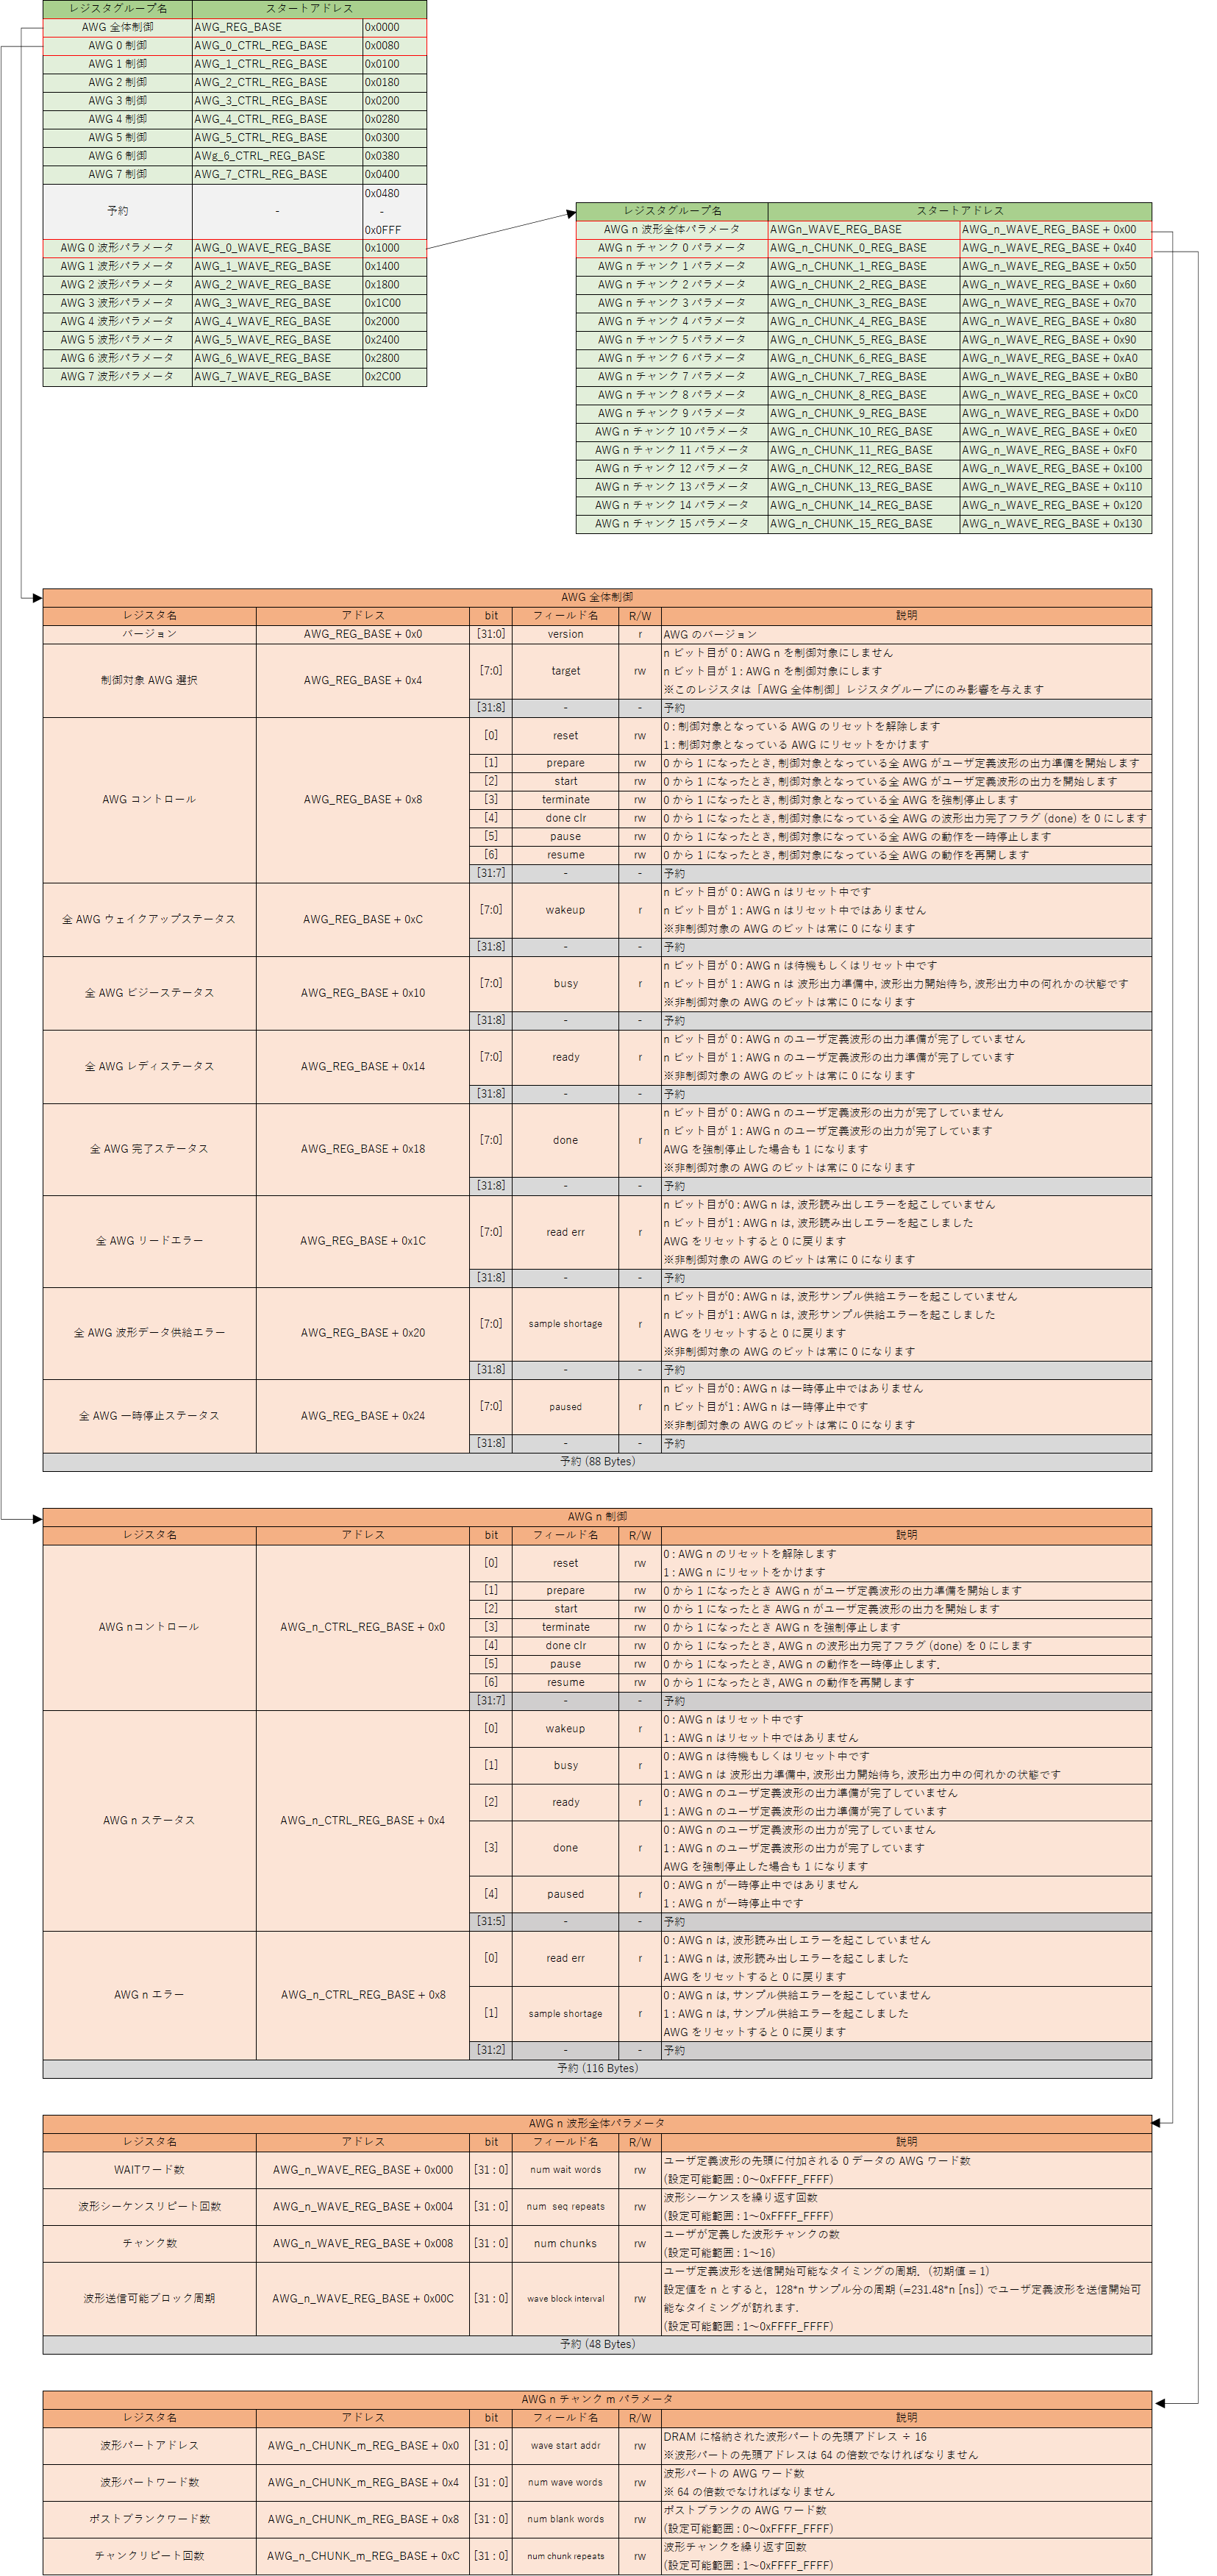 レジスタグループ名 スタートアドレス
AWG 全体制御 AWG_REG_BASE 0x0000
AWG 0 制御 AWG_0_CTRL_REG_BASE 0x0080
AWG 1 制御 AWG_1_CTRL_REG_BASE 0x0100
AWG 2 制御 AWG_2_CTRL_REG_BASE 0x0180
AWG 3 制御 AWG_3_CTRL_REG_BASE 0x0200
AWG 4 制御 AWG_4_CTRL_REG_BASE 0x0280
AWG 5 制御 AWG_5_CTRL_REG_BASE 0x0300
AWG 6 制御 AWg_6_CTRL_REG_BASE 0x0380
AWG 7 制御 AWG_7_CTRL_REG_BASE 0x0400
0x0480
予約 - -
0x0FFF
AWG 0 波形パラメータ AWG_0_WAVE_REG_BASE 0x1000
AWG 1 波形パラメータ AWG_1_WAVE_REG_BASE 0x1400
AWG 2 波形パラメータ AWG_2_WAVE_REG_BASE 0x1800
AWG 3 波形パラメータ AWG_3_WAVE_REG_BASE 0x1C00
AWG 4 波形パラメータ AWG_4_WAVE_REG_BASE 0x2000
AWG 5 波形パラメータ AWG_5_WAVE_REG_BASE 0x2400
AWG 6 波形パラメータ AWG_6_WAVE_REG_BASE 0x2800
AWG 7 波形パラメータ AWG_7_WAVE_REG_BASE 0x2C00
レジスタグループ名 スタートアドレス
AWG n 波形全体パラメータ AWGn_WAVE_REG_BASE AWG_n_WAVE_REG_BASE + 0x00
AWG n チャンク 0 パラメータ AWG_n_CHUNK_0_REG_BASE AWG_n_WAVE_REG_BASE + 0x40
AWG n チャンク 1 パラメータ AWG_n_CHUNK_1_REG_BASE AWG_n_WAVE_REG_BASE + 0x50
AWG n チャンク 2 パラメータ AWG_n_CHUNK_2_REG_BASE AWG_n_WAVE_REG_BASE + 0x60
AWG n チャンク 3 パラメータ AWG_n_CHUNK_3_REG_BASE AWG_n_WAVE_REG_BASE + 0x70
AWG n チャンク 4 パラメータ AWG_n_CHUNK_4_REG_BASE AWG_n_WAVE_REG_BASE + 0x80
AWG n チャンク 5 パラメータ AWG_n_CHUNK_5_REG_BASE AWG_n_WAVE_REG_BASE + 0x90
AWG n チャンク 6 パラメータ AWG_n_CHUNK_6_REG_BASE AWG_n_WAVE_REG_BASE + 0xA0
AWG n チャンク 7 パラメータ AWG_n_CHUNK_7_REG_BASE AWG_n_WAVE_REG_BASE + 0xB0
AWG n チャンク 8 パラメータ AWG_n_CHUNK_8_REG_BASE AWG_n_WAVE_REG_BASE + 0xC0
AWG n チャンク 9 パラメータ AWG_n_CHUNK_9_REG_BASE AWG_n_WAVE_REG_BASE + 0xD0
AWG n チャンク 10 パラメータ AWG_n_CHUNK_10_REG_BASE AWG_n_WAVE_REG_BASE + 0xE0
AWG n チャンク 11 パラメータ AWG_n_CHUNK_11_REG_BASE AWG_n_WAVE_REG_BASE + 0xF0
AWG n チャンク 12 パラメータ AWG_n_CHUNK_12_REG_BASE AWG_n_WAVE_REG_BASE + 0x100
AWG n チャンク 13 パラメータ AWG_n_CHUNK_13_REG_BASE AWG_n_WAVE_REG_BASE + 0x110
AWG n チャンク 14 パラメータ AWG_n_CHUNK_14_REG_BASE AWG_n_WAVE_REG_BASE + 0x120
AWG n チャンク 15 パラメータ AWG_n_CHUNK_15_REG_BASE AWG_n_WAVE_REG_BASE + 0x130
AWG 全体制御
レジスタ名 アドレス bit フィールド名 R/W 説明
バージョン AWG_REG_BASE + 0x0 [31:0] version r AWG のバージョン
制御対象 AWG 選択 AWG_REG_BASE + 0x4 [7:0] target rw n ビット目が 0 : AWG n を制御対象にしません
n ビット目が 1 : AWG n を制御対象にします
※このレジスタは「AWG 全体制御」レジスタグループにのみ影響を与えます
[31:8] - - 予約
AWG コントロール AWG_REG_BASE + 0x8 [0] reset rw 0 : 制御対象となっている AWG のリセットを解除します
1 : 制御対象となっている AWG にリセットをかけます
[1] prepare rw 0 から 1 になったとき, 制御対象となっている全 AWG がユーザ定義波形の出力準備を開始します
[2] start rw 0 から 1 になったとき, 制御対象となっている全 AWG がユーザ定義波形の出力を開始します
[3] terminate rw 0 から 1 になったとき, 制御対象となっている全 AWG を強制停止します
[4] done clr rw 0 から 1 になったとき, 制御対象になっている全 AWG の波形出力完了フラグ (done) を 0 にします
[5] pause rw 0 から 1 になったとき, 制御対象になっている全 AWG の動作を一時停止します
[6] resume rw 0 から 1 になったとき, 制御対象になっている全 AWG の動作を再開します
[31:7] - - 予約
全 AWG ウェイクアップステータス AWG_REG_BASE + 0xC [7:0] wakeup r n ビット目が 0 : AWG n はリセット中です
n ビット目が 1 : AWG n はリセット中ではありません
※非制御対象の AWG のビットは常に 0 になります
[31:8] - - 予約
全 AWG ビジーステータス AWG_REG_BASE + 0x10 [7:0] busy r n ビット目が 0 : AWG n は待機もしくはリセット中です
n ビット目が 1 : AWG n は 波形出力準備中, 波形出力開始待ち, 波形出力中の何れかの状態です
※非制御対象の AWG のビットは常に 0 になります
[31:8] - - 予約
全 AWG レディステータス AWG_REG_BASE + 0x14 [7:0] ready r n ビット目が 0 : AWG n のユーザ定義波形の出力準備が完了していません
n ビット目が 1 : AWG n のユーザ定義波形の出力準備が完了しています
※非制御対象の AWG のビットは常に 0 になります
[31:8] - - 予約
全 AWG 完了ステータス AWG_REG_BASE + 0x18 [7:0] done r n ビット目が 0 : AWG n のユーザ定義波形の出力が完了していません
n ビット目が 1 : AWG n のユーザ定義波形の出力が完了しています
AWG を強制停止した場合も 1 になります
※非制御対象の AWG のビットは常に 0 になります
[31:8] - - 予約
全 AWG リードエラー AWG_REG_BASE + 0x1C [7:0] read err r n ビット目が0 : AWG n は, 波形読み出しエラーを起こしていません
n ビット目が1 : AWG n は, 波形読み出しエラーを起こしました
AWG をリセットすると 0 に戻ります
※非制御対象の AWG のビットは常に 0 になります
[31:8] - - 予約
全 AWG 波形データ供給エラー AWG_REG_BASE + 0x20 [7:0] sample shortage r n ビット目が0 : AWG n は, 波形サンプル供給エラーを起こしていません
n ビット目が1 : AWG n は, 波形サンプル供給エラーを起こしました
AWG をリセットすると 0 に戻ります
※非制御対象の AWG のビットは常に 0 になります
[31:8] - - 予約
全 AWG 一時停止ステータス AWG_REG_BASE + 0x24 [7:0] paused r n ビット目が0 : AWG n は一時停止中ではありません
n ビット目が1 : AWG n は一時停止中です
※非制御対象の AWG のビットは常に 0 になります
[31:8] - - 予約
予約 (88 Bytes)
AWG n 制御
レジスタ名 アドレス bit フィールド名 R/W 説明
AWG nコントロール AWG_n_CTRL_REG_BASE + 0x0 [0] reset rw 0 : AWG n のリセットを解除します
1 : AWG n にリセットをかけます
[1] prepare rw 0 から 1 になったとき AWG n がユーザ定義波形の出力準備を開始します
[2] start rw 0 から 1 になったとき AWG n がユーザ定義波形の出力を開始します
[3] terminate rw 0 から 1 になったとき AWG n を強制停止します
[4] done clr rw 0 から 1 になったとき, AWG n の波形出力完了フラグ (done) を 0 にします
[5] pause rw 0 から 1 になったとき, AWG n の動作を一時停止します.
[6] resume rw 0 から 1 になったとき, AWG n の動作を再開します
[31:7] - - 予約
AWG n ステータス AWG_n_CTRL_REG_BASE + 0x4 [0] wakeup r 0 : AWG n はリセット中です
1 : AWG n はリセット中ではありません
[1] busy r 0 : AWG n は待機もしくはリセット中です
1 : AWG n は 波形出力準備中, 波形出力開始待ち, 波形出力中の何れかの状態です
[2] ready r 0 : AWG n のユーザ定義波形の出力準備が完了していません
1 : AWG n のユーザ定義波形の出力準備が完了しています
[3] done r 0 : AWG n のユーザ定義波形の出力が完了していません
1 : AWG n のユーザ定義波形の出力が完了しています
AWG を強制停止した場合も 1 になります
[4] paused r 0 : AWG n が一時停止中ではありません
1 : AWG n が一時停止中です
[31:5] - - 予約
AWG n エラー AWG_n_CTRL_REG_BASE + 0x8 [0] read err r 0 : AWG n は, 波形読み出しエラーを起こしていません
1 : AWG n は, 波形読み出しエラーを起こしました
AWG をリセットすると 0 に戻ります
[1] sample shortage r 0 : AWG n は, サンプル供給エラーを起こしていません
1 : AWG n は, サンプル供給エラーを起こしました
AWG をリセットすると 0 に戻ります
[31:2] - - 予約
予約 (116 Bytes)
AWG n 波形全体パラメータ
レジスタ名 アドレス bit フィールド名 R/W 説明
WAITワード数 AWG_n_WAVE_REG_BASE + 0x000 [31 : 0] num wait words rw ユーザ定義波形の先頭に付加される 0 データの AWG ワード数
(設定可能範囲 : 0～0xFFFF_FFFF)
波形シーケンスリピート回数 AWG_n_WAVE_REG_BASE + 0x004 [31 : 0] num seq repeats rw 波形シーケンスを繰り返す回数
(設定可能範囲 : 1～0xFFFF_FFFF)
チャンク数 AWG_n_WAVE_REG_BASE + 0x008 [31 : 0] num chunks rw ユーザが定義した波形チャンクの数
(設定可能範囲 : 1～16)
波形送信可能ブロック周期 AWG_n_WAVE_REG_BASE + 0x00C [31 : 0] wave block interval rw ユーザ定義波形を送信開始可能なタイミングの周期. (初期値 = 1)
設定値を n とすると, 128*n サンプル分の周期 (=231.48*n [ns]) でユーザ定義波形を送信開始可
能なタイミングが訪れます.
(設定可能範囲 : 1～0xFFFF_FFFF)
予約 (48 Bytes)
AWG n チャンク m パラメータ
レジスタ名 アドレス bit フィールド名 R/W 説明
波形パートアドレス AWG_n_CHUNK_m_REG_BASE + 0x0 [31 : 0] wave start addr rw DRAM に格納された波形パートの先頭アドレス ÷ 16
※波形パートの先頭アドレスは 64 の倍数でなければなりません
波形パートワード数 AWG_n_CHUNK_m_REG_BASE + 0x4 [31 : 0] num wave words rw 波形パートの AWG ワード数
※ 64 の倍数でなければなりません
ポストブランクワード数 AWG_n_CHUNK_m_REG_BASE + 0x8 [31 : 0] num blank words rw ポストブランクの AWG ワード数
(設定可能範囲 : 0～0xFFFF_FFFF)
チャンクリピート回数 AWG_n_CHUNK_m_REG_BASE + 0xC [31 : 0] num chunk repeats rw 波形チャンクを繰り返す回数
(設定可能範囲 : 1～0xFFFF_FFFF)